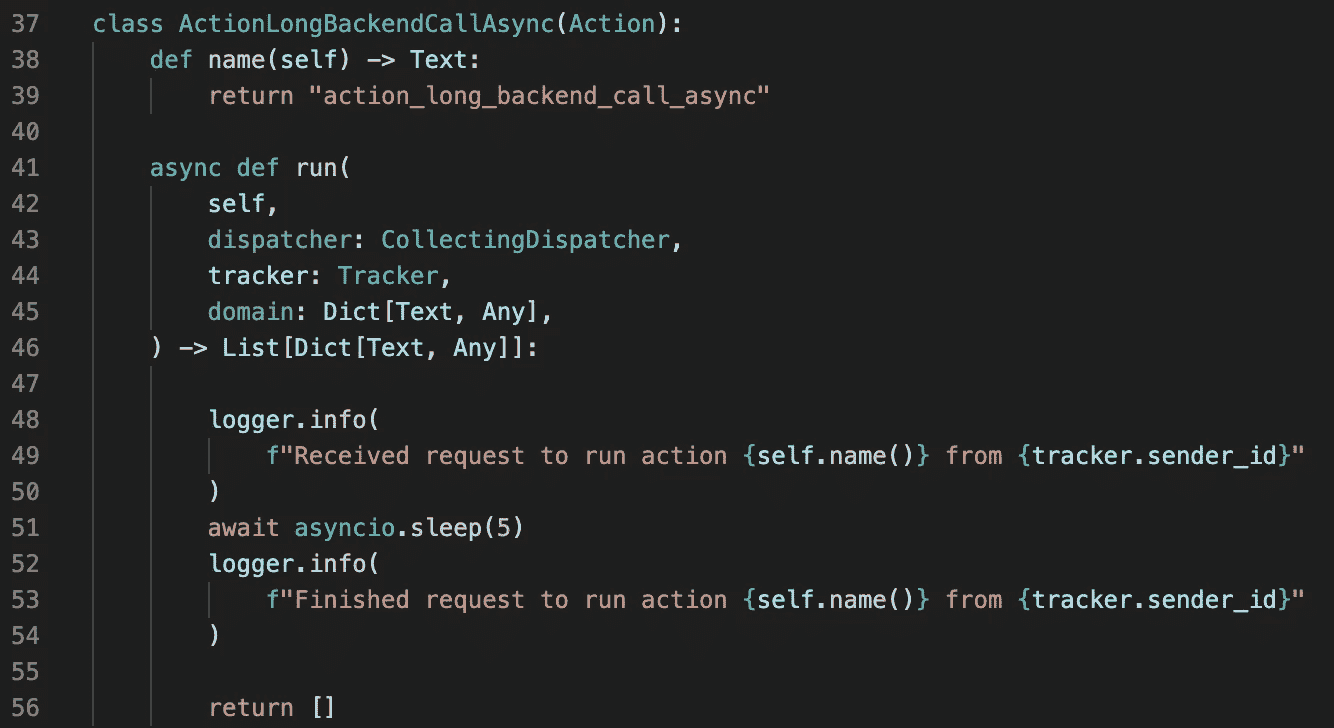 37 class ActionLongBackendCallAsync(Action):
38     def name(self) -> Text:
39         return "action_long_backend_call_async"
40
41     async def run(
42         self,
43         dispatcher: CollectingDispatcher,
44         tracker: Tracker,
45         domain: Dict[Text, Any],
46     ) -> List[Dict[Text, Any]]:
47
48         logger.info(
49             f"Received request to run action {self.name()} from {tracker.sender_id}"
50         )
51         await asyncio.sleep(5)
52         logger.info(
53             f"Finished request to run action {self.name()} from {tracker.sender_id}"
54         )
55
56         return []